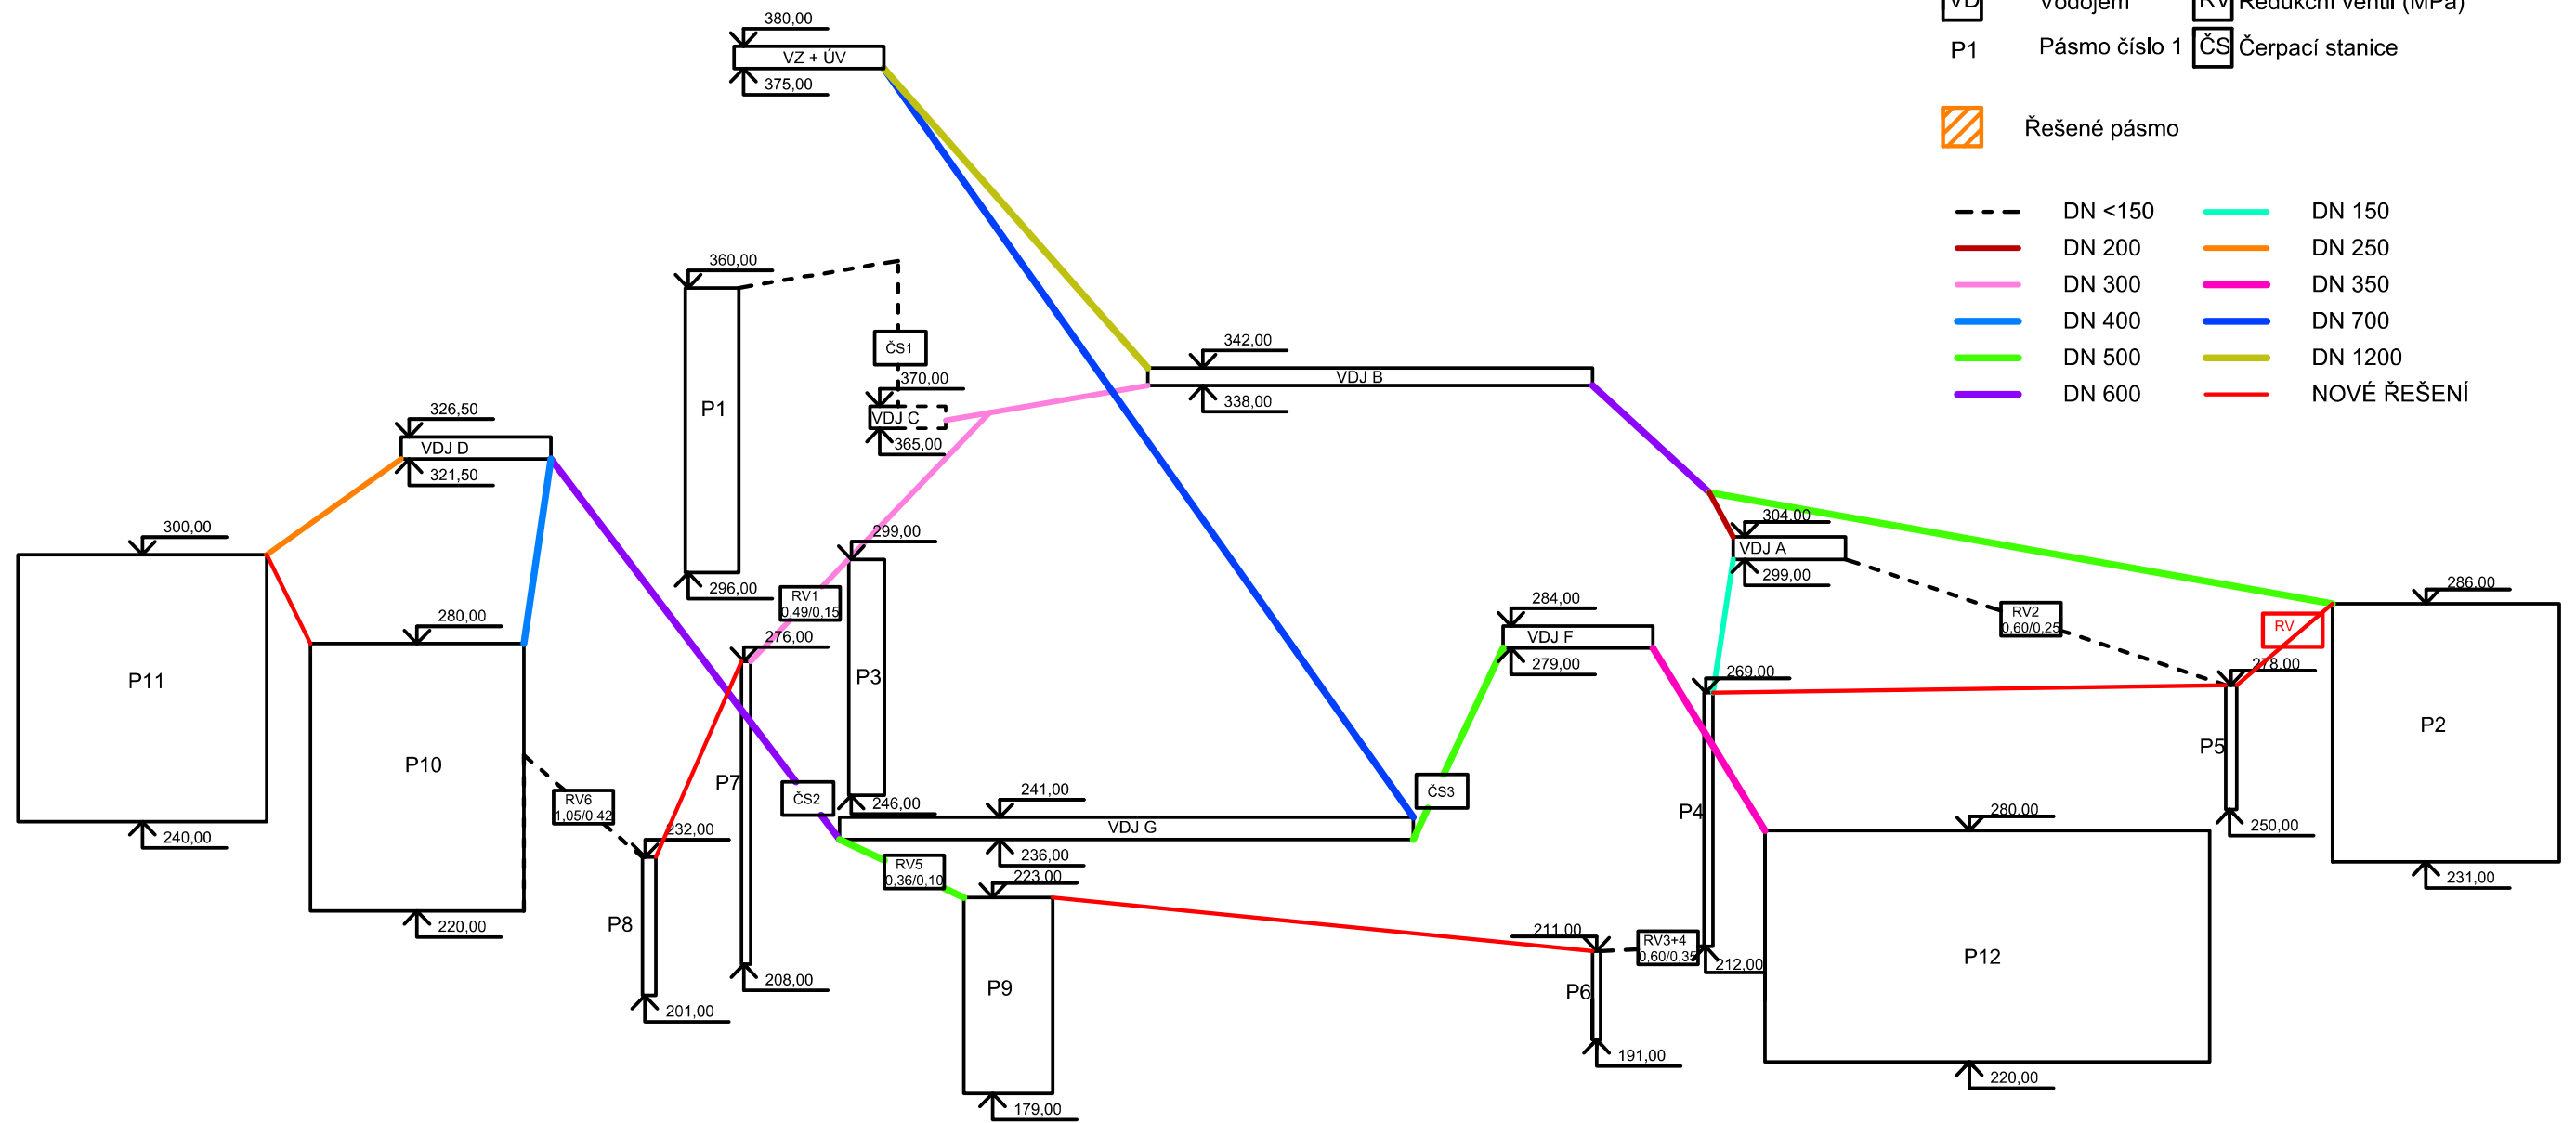 VD Vodojem RV Redukční ventil (MPa)
P1 Pásmo číslo 1 ČS Čerpací stanice
Řešené pásmo
DN <150 DN 150
DN 200 DN 250
DN 300 DN 350
DN 400 DN 700
DN 500 DN 1200
DN 600 NOVÉ ŘEŠENÍ
380,00
VZ + ÚV
375,00
360,00
P1
296,00
ČS1
370,00
VDJ C
365,00
342,00
VDJ B
338,00
326,50
VDJ D
321,50
300,00
P11
240,00
280,00
P10
220,00
RV6
1,05/0,42
232,00
P8
201,00
RV1
0,49/0,15
276,00
P7
208,00
299,00
P3
246,00
ČS2
241,00
VDJ G
236,00
RV5
0,36/0,10
223,00
P9
179,00
ČS3
284,00
VDJ F
279,00
304,00
VDJ A
299,00
269,00
P4
212,00
RV3+4
0,60/0,35
211,00
P6
191,00
280,00
P12
220,00
RV2
0,60/0,25
RV
278,00
P5
250,00
286,00
P2
231,00